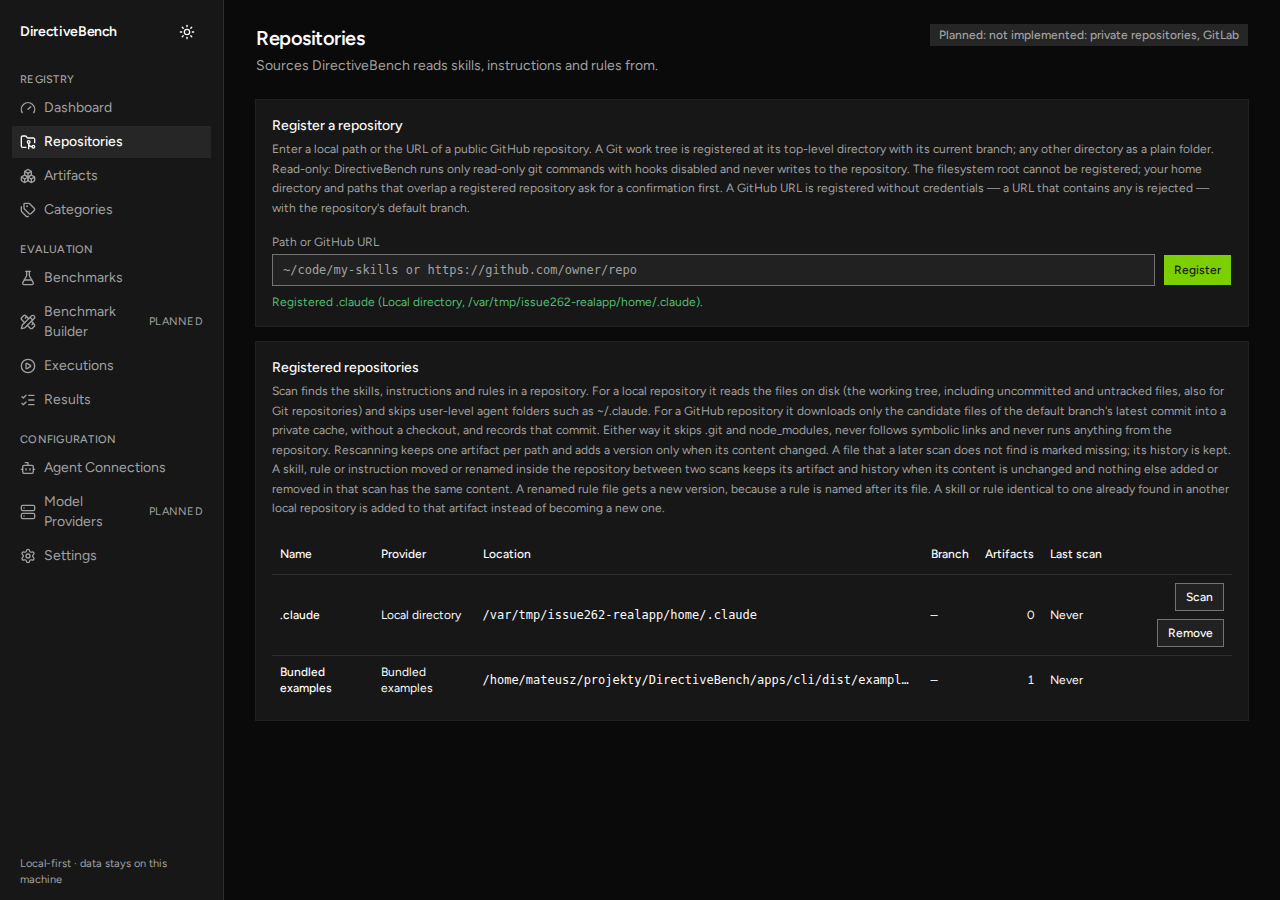 DirectiveBench
REGISTRY
Dashboard
Repositories
Artifacts
Categories
EVALUATION
Benchmarks
Benchmark
Builder
PLANNED
Executions
Results
CONFIGURATION
Agent Connections
Model
Providers
PLANNED
Settings
Local-first · data stays on this
machine
Repositories
Planned: not implemented: private repositories, GitLab
Sources DirectiveBench reads skills, instructions and rules from.
Register a repository
Enter a local path or the URL of a public GitHub repository. A Git work tree is registered at its top-level directory with its current branch; any other directory as a plain folder.
Read-only: DirectiveBench runs only read-only git commands with hooks disabled and never writes to the repository. The filesystem root cannot be registered; your home
directory and paths that overlap a registered repository ask for a confirmation first. A GitHub URL is registered without credentials — a URL that contains any is rejected —
with the repository's default branch.
Path or GitHub URL
~/code/my-skills or https://github.com/owner/repo
Register
Registered .claude (Local directory, /var/tmp/issue262-realapp/home/.claude).
Registered repositories
Scan finds the skills, instructions and rules in a repository. For a local repository it reads the files on disk (the working tree, including uncommitted and untracked files, also for
Git repositories) and skips user-level agent folders such as ~/.claude. For a GitHub repository it downloads only the candidate files of the default branch's latest commit into a
private cache, without a checkout, and records that commit. Either way it skips .git and node_modules, never follows symbolic links and never runs anything from the
repository. Rescanning keeps one artifact per path and adds a version only when its content changed. A file that a later scan does not find is marked missing; its history is kept.
A skill, rule or instruction moved or renamed inside the repository between two scans keeps its artifact and history when its content is unchanged and nothing else added or
removed in that scan has the same content. A renamed rule file gets a new version, because a rule is named after its file. A skill or rule identical to one already found in another
local repository is added to that artifact instead of becoming a new one.
Name Provider Location Branch Artifacts Last scan
.claude Local directory /var/tmp/issue262-realapp/home/.claude – 0 Never
Scan
Remove
Bundled
examples
Bundled
examples
/home/mateusz/projekty/DirectiveBench/apps/cli/dist/exampl… – 1 Never